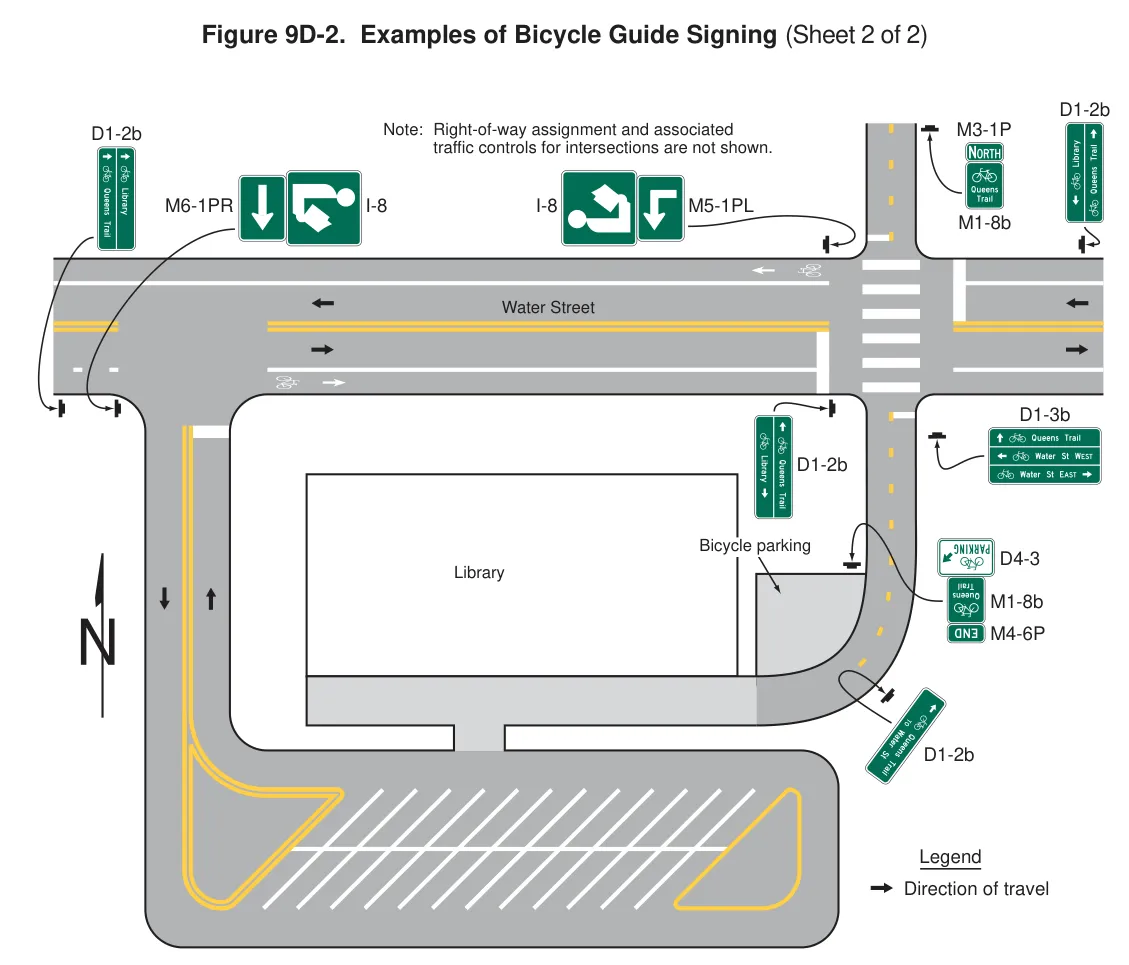 Figure 9D-2. Examples of Bicycle Guide Signing (Sheet 2 of 2)
D1-2b
Queens Trail
Library
M6-1PR
I-8
Note: Right-of-way assignment and associated
traffic controls for intersections are not shown.
I-8
M5-1PL
M3-1P
NORTH
Queens
Trail
M1-8b
D1-2b
Library
Queens Trail
Water Street
D1-2b
Library
Queens Trail
D1-3b
Queens Trail
Water St WEST
Water St EAST
Bicycle parking
Library
PARKING
D4-3
Queens
Trail
M1-8b
END
M4-6P
N
Queens Trail
TO Water St
D1-2b
Legend
Direction of travel